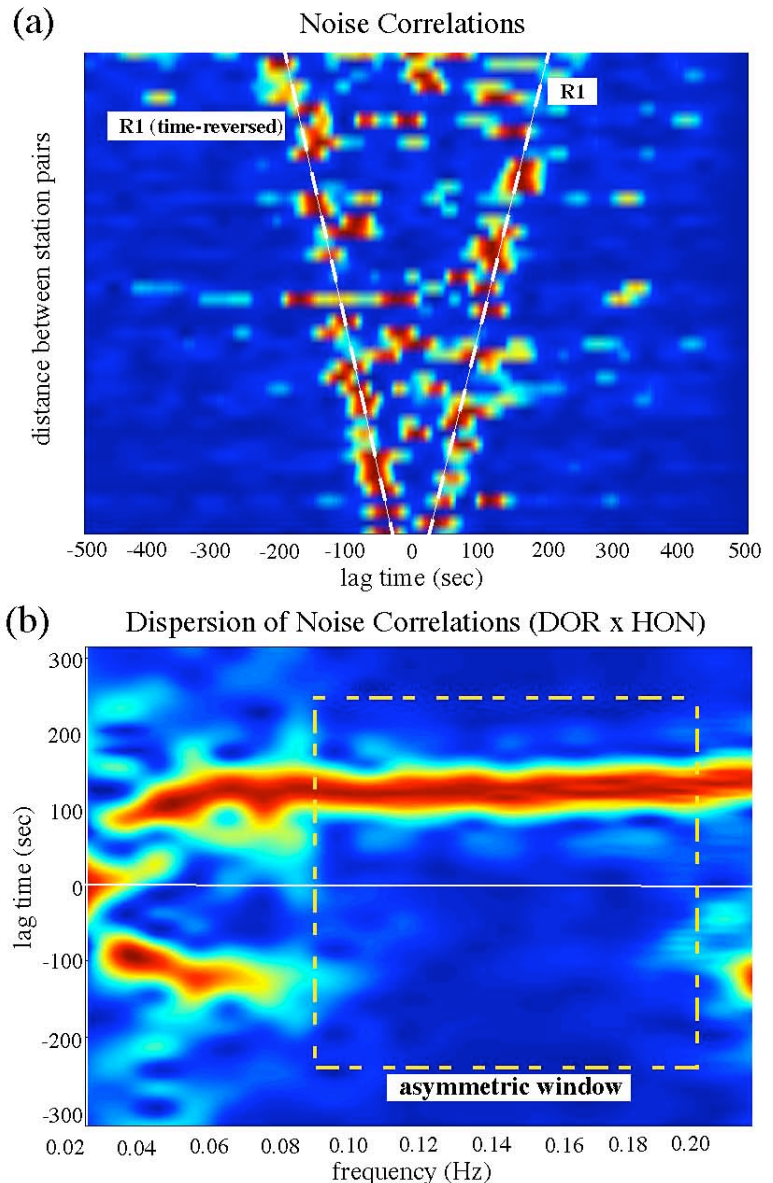 (a)
Noise Correlations
R1 (time-reversed)
R1
distance between station pairs
-500 -400 -300 -200 -100 0 100 200 300 400 500
lag time (sec)
(b)
Dispersion of Noise Correlations (DOR x HON)
300
200
100
0
-100
-200
-300
lag time (sec)
asymmetric window
0.02 0.04 0.06 0.08 0.10 0.12 0.14 0.16 0.18 0.20
frequency (Hz)